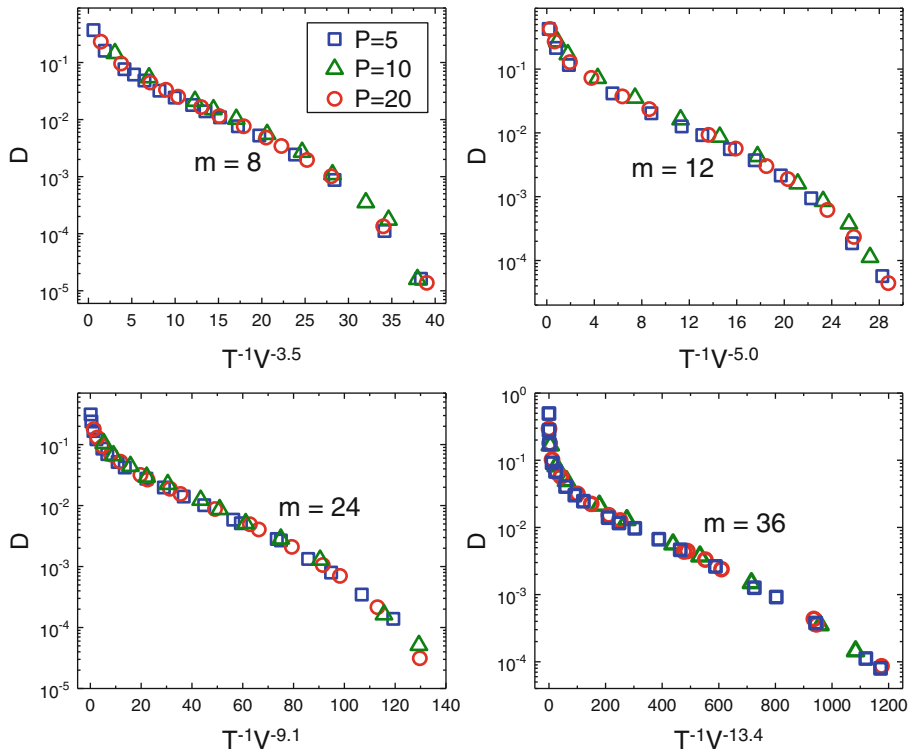 P=5
P=10
P=20
D
10⁻¹
10⁻²
10⁻³
10⁻⁴
10⁻⁵
m = 8
0 5 10 15 20 25 30 35 40
T⁻¹V⁻³·⁵
D
10⁻¹
10⁻²
10⁻³
10⁻⁴
m = 12
0 4 8 12 16 20 24 28
T⁻¹V⁻⁵·⁰
D
10⁻¹
10⁻²
10⁻³
10⁻⁴
10⁻⁵
m = 24
0 20 40 60 80 100 120 140
T⁻¹V⁻⁹·¹
D
10⁰
10⁻¹
10⁻²
10⁻³
10⁻⁴
m = 36
0 200 400 600 800 1000 1200
T⁻¹V⁻¹³·⁴